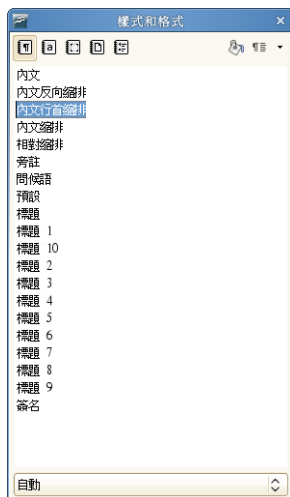 樣式和格式
內文
內文反向縮排
內文行首縮排
內文縮排
相對縮排
旁註
問候語
預設
標題
標題 1
標題 10
標題 2
標題 3
標題 4
標題 5
標題 6
標題 7
標題 8
標題 9
簽名
自動